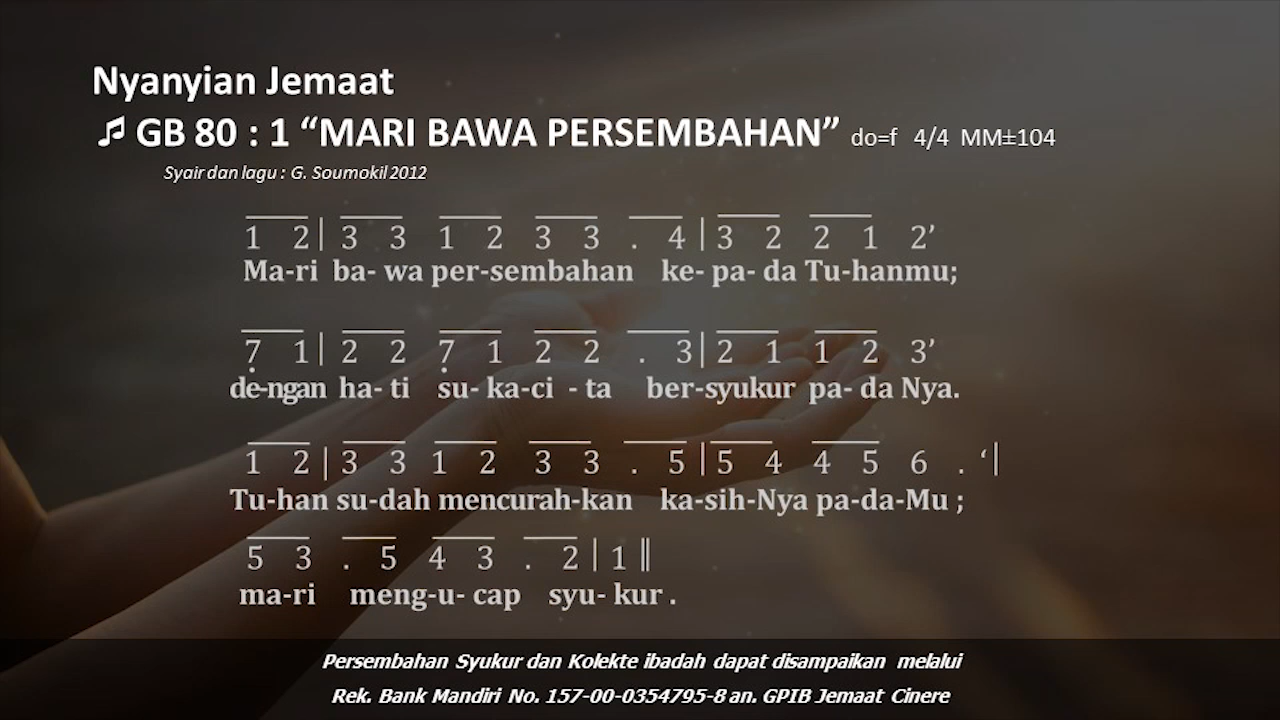 Nyanyian Jemaat
♫ GB 80 : 1 “MARI BAWA PERSEMBAHAN” do=f 4/4 MM±104
Syair dan lagu : G. Soumokil 2012
1 2 | 3 3 1 2 3 3 . 4 | 3 2 2 1 2’
Ma-ri ba- wa per-sembahan ke- pa- da Tu-hanmu;
7̣ 1 | 2 2 7̣ 1 2 2 . 3 | 2 1 1 2 3’
de-ngan ha- ti su- ka-ci - ta ber-syukur pa- da Nya.
1 2 | 3 3 1 2 3 3 . 5 | 5 4 4 5 6 . ‘ |
Tu-han su-dah mencurah-kan ka-sih-Nya pa-da-Mu ;
5 3 . 5 4 3 . 2 | 1 ‖
ma-ri meng-u- cap syu- kur .
Persembahan Syukur dan Kolekte ibadah dapat disampaikan melalui
Rek. Bank Mandiri No. 157-00-0354795-8 an. GPIB Jemaat Cinere